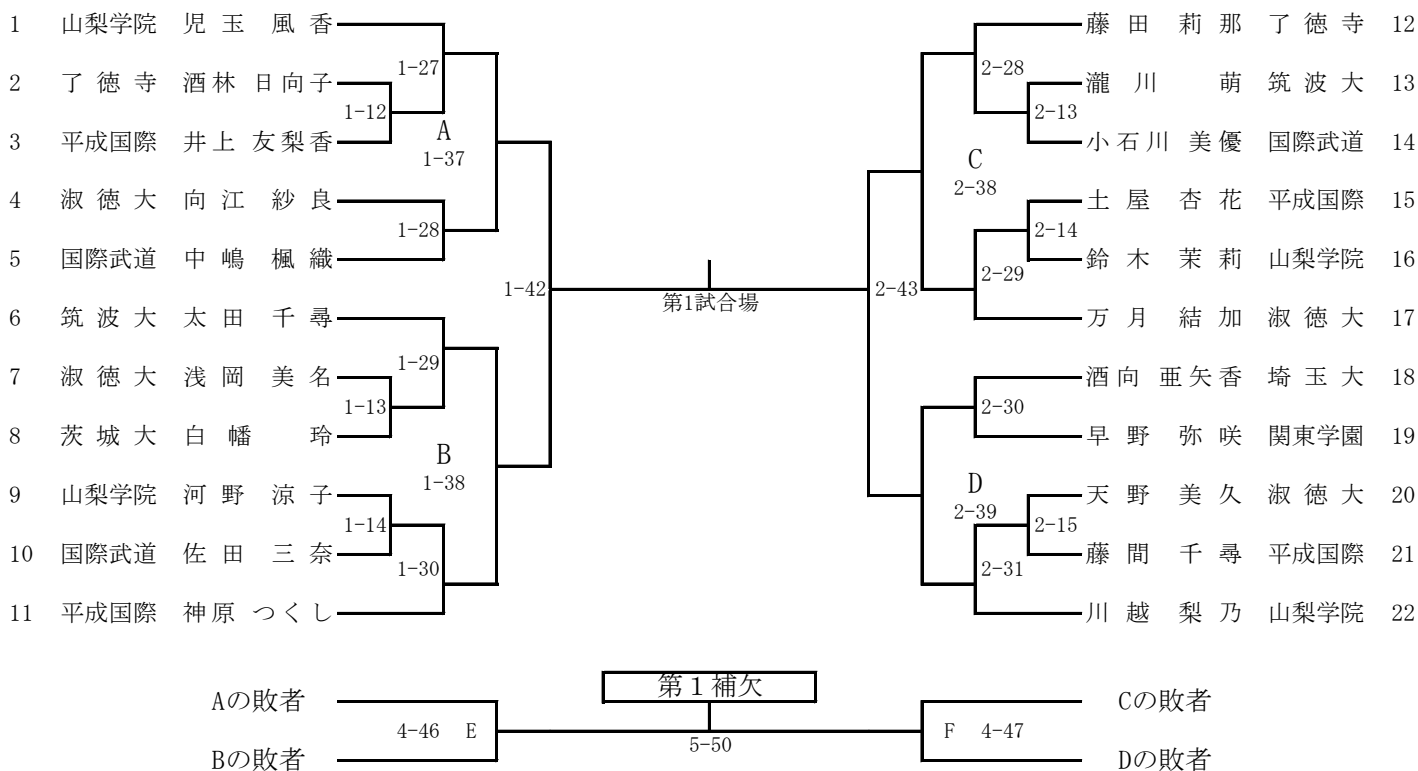 1 山梨学院 児玉 風香
2 了徳寺 酒林 日向子
3 平成国際 井上 友梨香
4 淑徳大 向江 紗良
5 国際武道 中嶋 楓織
6 筑波大 太田 千尋
7 淑徳大 浅岡 美名
8 茨城大 白幡 玲
9 山梨学院 河野 涼子
10 国際武道 佐田 三奈
11 平成国際 神原 つくし
1-27
1-12
A
1-37
1-28
1-42
1-29
1-13
B
1-38
1-14
1-30
第1試合場
藤田 莉那 了徳寺 12
瀧川 萌 筑波大 13
小石川 美優 国際武道 14
土屋 杏花 平成国際 15
鈴木 茉莉 山梨学院 16
万月 結加 淑徳大 17
酒向 亜矢香 埼玉大 18
早野 弥咲 関東学園 19
天野 美久 淑徳大 20
藤間 千尋 平成国際 21
川越 梨乃 山梨学院 22
2-28
2-13
C
2-38
2-14
2-29
2-43
2-30
D
2-39
2-15
2-31
第1補欠
Aの敗者
4-46 E
Bの敗者
5-50
Cの敗者
F 4-47
Dの敗者